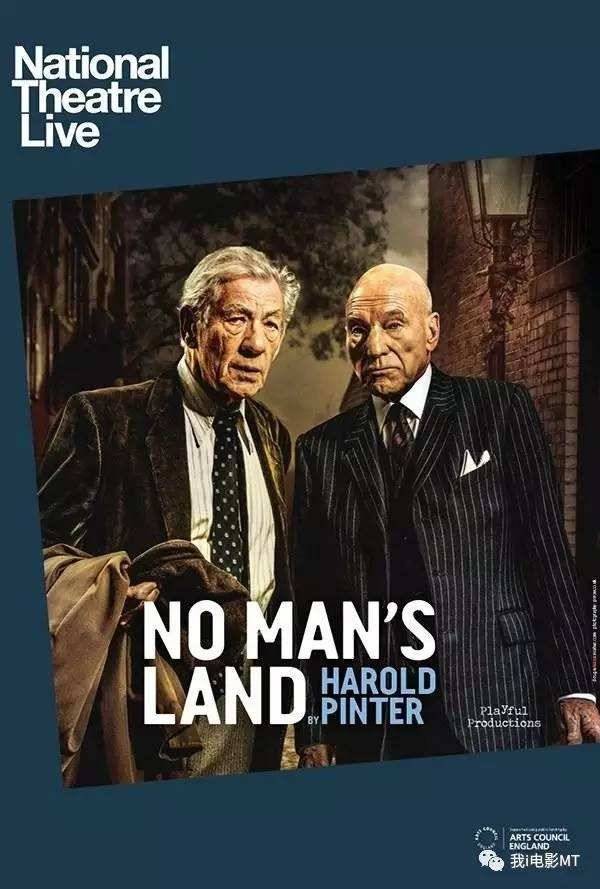 National
Theatre
Live
NO MAN'S
LAND
BY
HAROLD
PINTER
Playful
Productions
ARTS COUNCIL
ENGLAND
我i电影MT